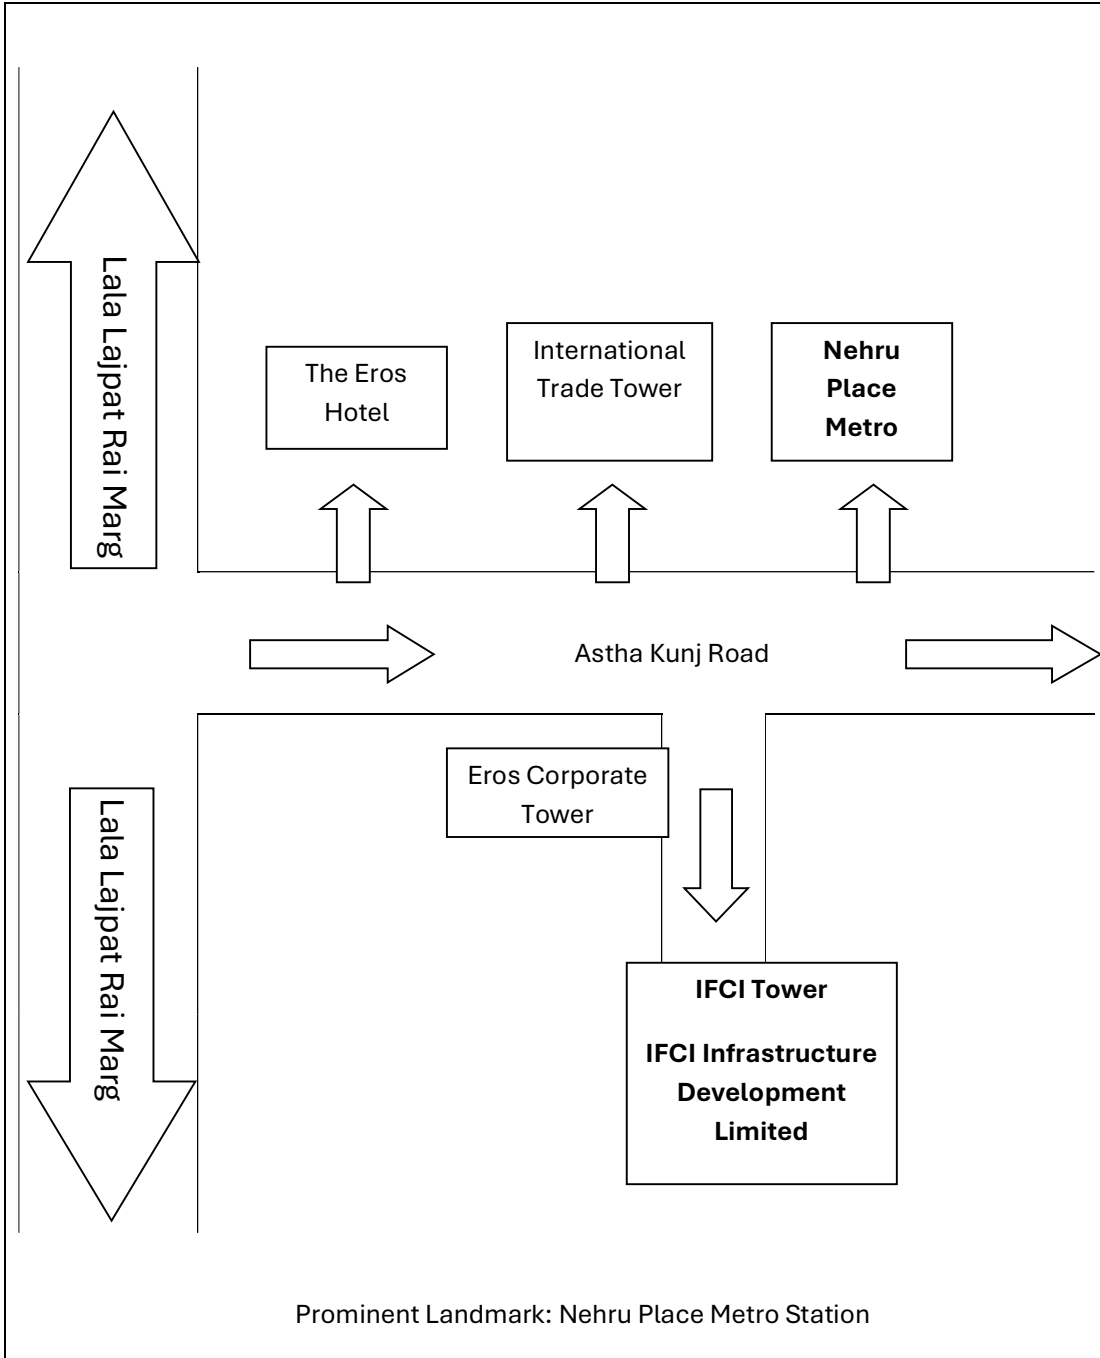 Lala Lajpat Rai Marg
The Eros
Hotel
International
Trade Tower
Nehru
Place
Metro
Astha Kunj Road
Eros Corporate
Tower
Lala Lajpat Rai Marg
IFCI Tower
IFCI Infrastructure
Development
Limited
Prominent Landmark: Nehru Place Metro Station